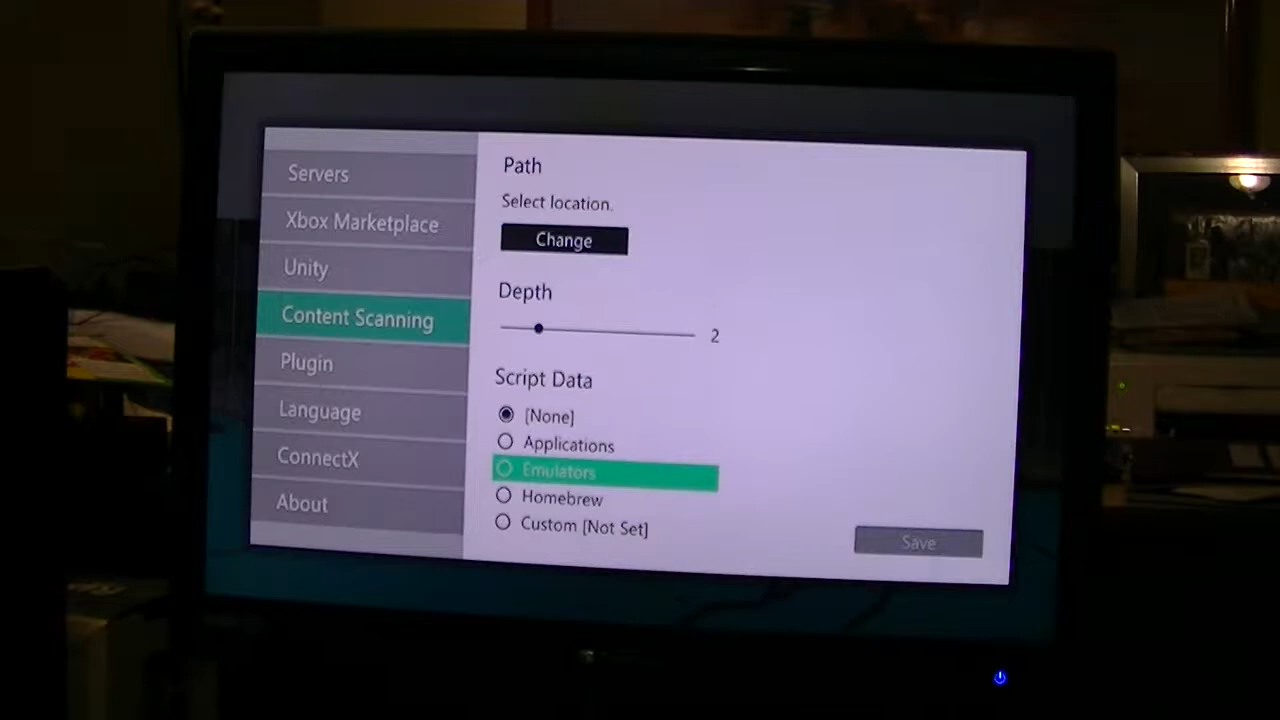 Servers
Xbox Marketplace
Unity
Content Scanning
Plugin
Language
ConnectX
About
Path
Select location.
Change
Depth
2
Script Data
[None]
Applications
Emulators
Homebrew
Custom [Not Set]
Save